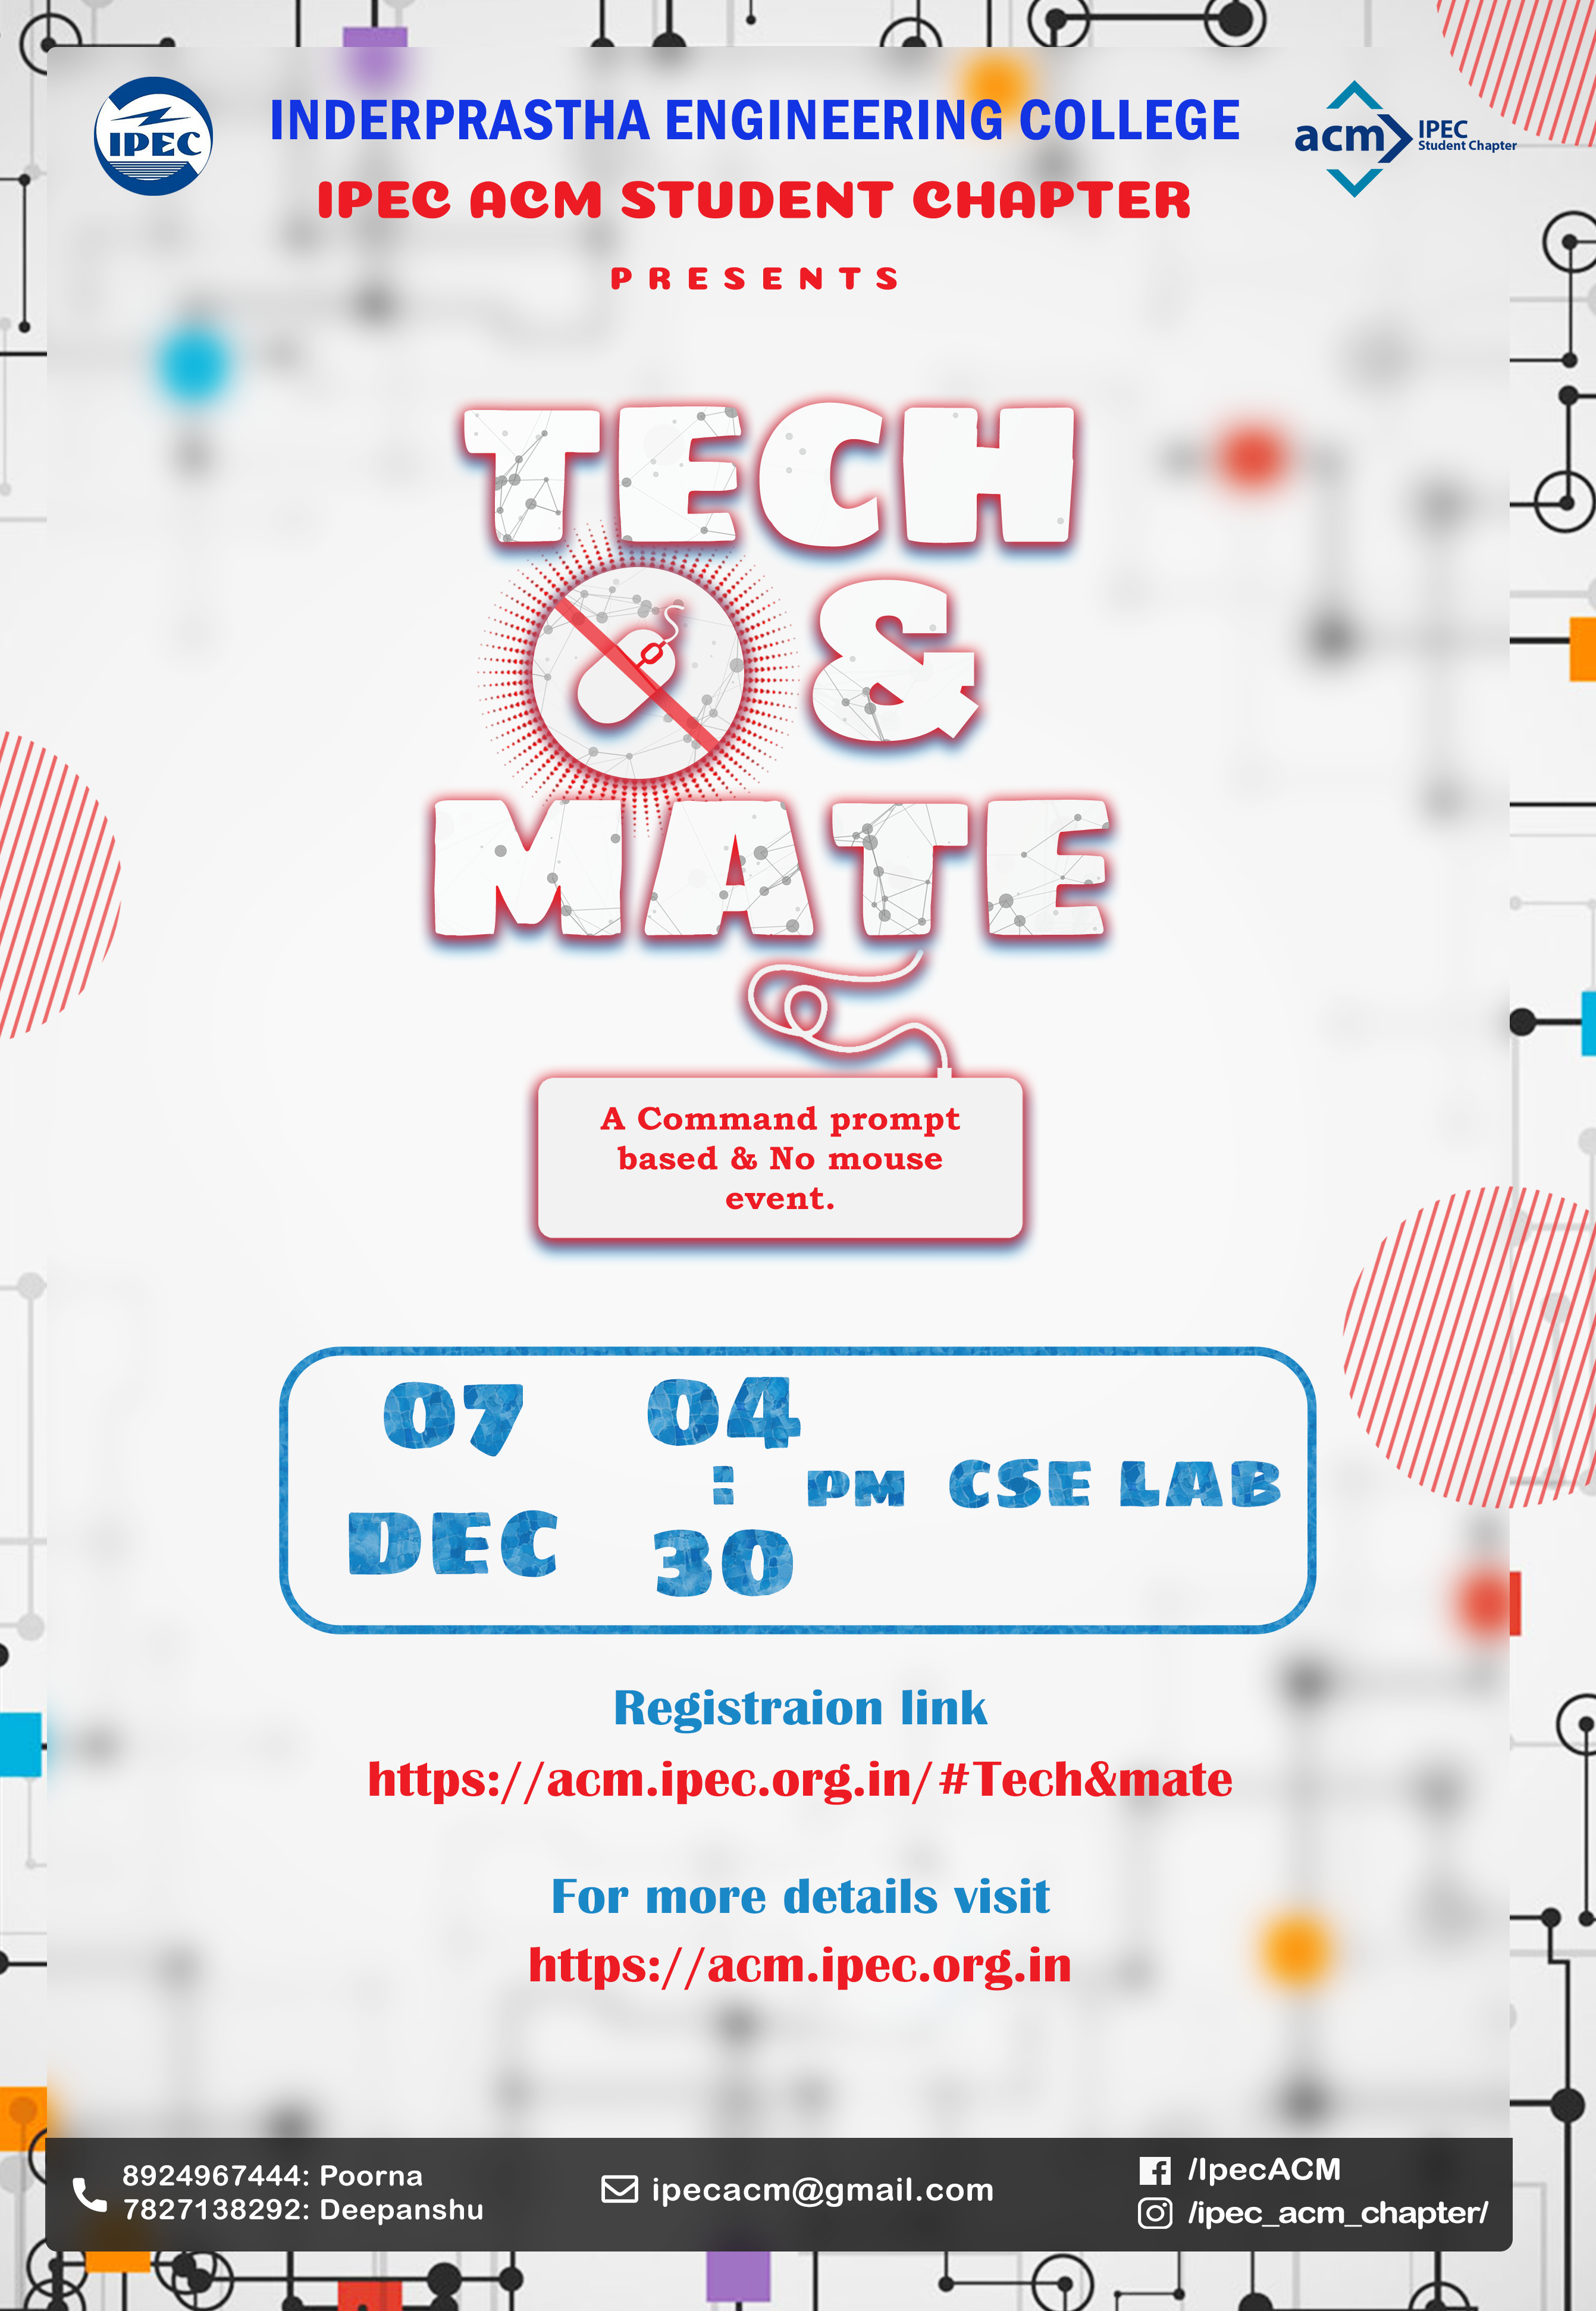 IPEC
INDERPRASTHA ENGINEERING COLLEGE
acm IPEC
Student Chapter
IPEC ACM STUDENT CHAPTER
PRESENTS
TECH
&
MATE
A Command prompt
based & No mouse
event.
07
DEC
04
:
30
PM
CSE LAB
Registraion link
https://acm.ipec.org.in/#Tech&mate
For more details visit
https://acm.ipec.org.in
8924967444: Poorna
7827138292: Deepanshu
ipecacm@gmail.com
/IpecACM
/ipec_acm_chapter/